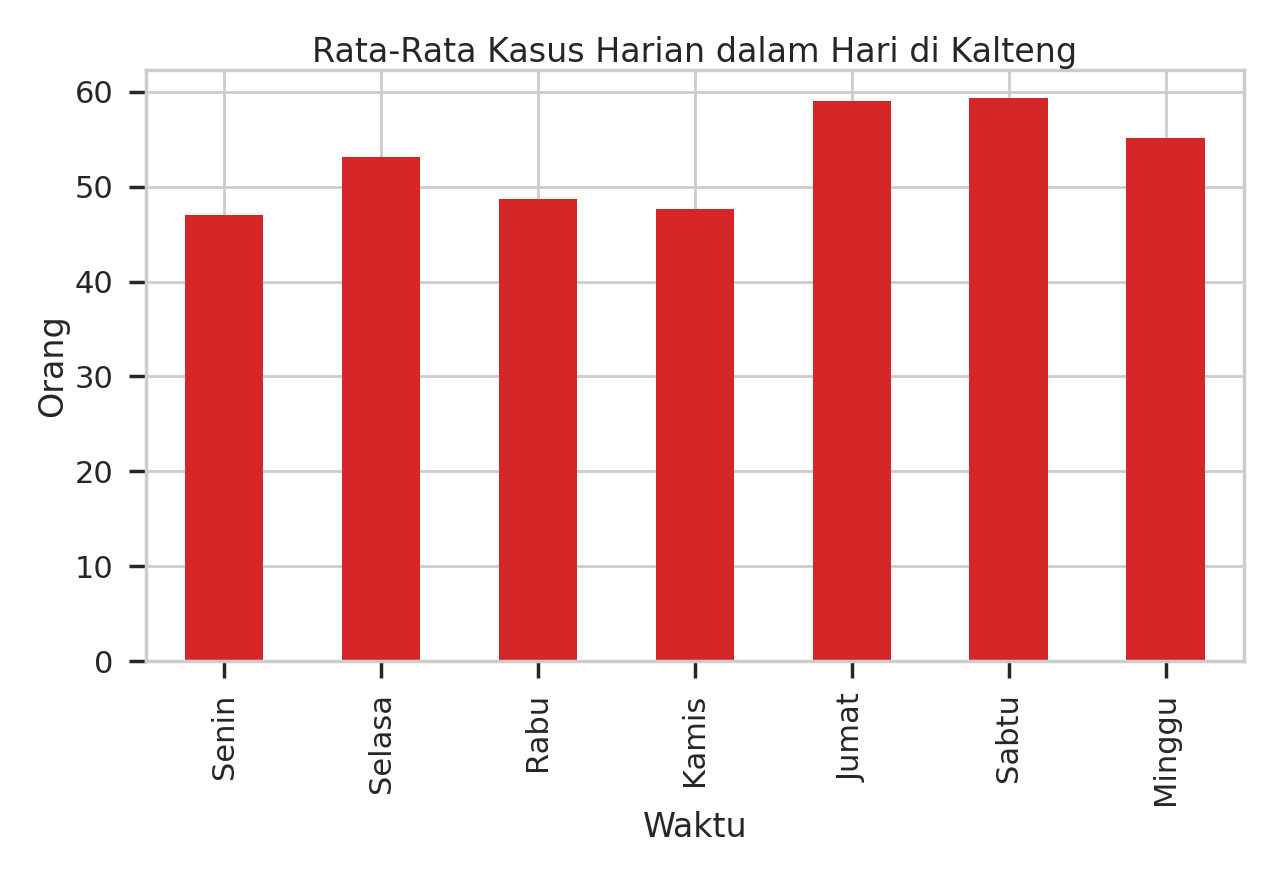 Rata-Rata Kasus Harian dalam Hari di Kalteng
Orang
60
50
40
30
20
10
0
Senin
Selasa
Rabu
Kamis
Jumat
Sabtu
Minggu
Waktu